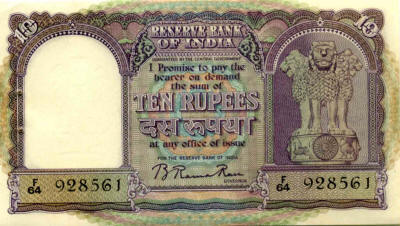 10 10
RESERVE BANK
OF INDIA
GUARANTEED BY THE CENTRAL GOVERNMENT
I Promise to pay the
bearer on demand
the sum of
TEN RUPEES
दस रुपया
at any office of issue
FOR THE RESERVE BANK OF INDIA
F/64 928561
B Rama Rau
GOVERNOR
F/64 928561